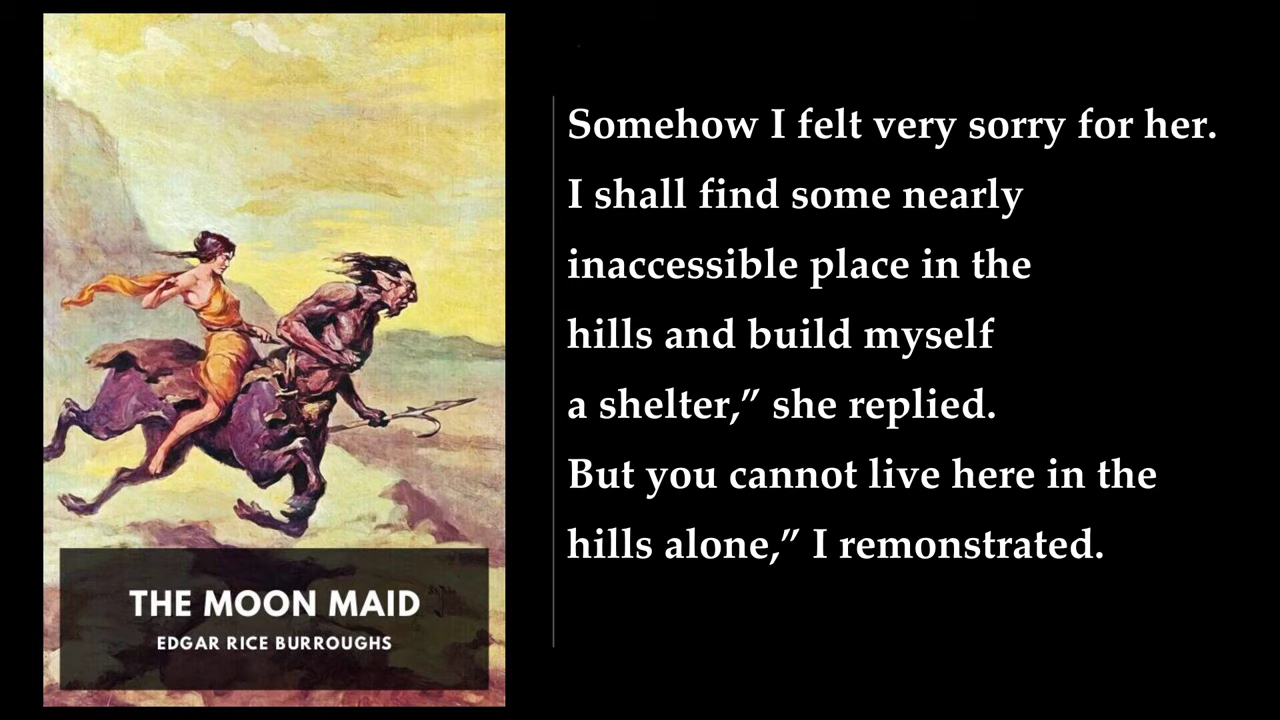 THE MOON MAID
EDGAR RICE BURROUGHS
Somehow I felt very sorry for her.
I shall find some nearly
inaccessible place in the
hills and build myself
a shelter,” she replied.
But you cannot live here in the
hills alone,” I remonstrated.